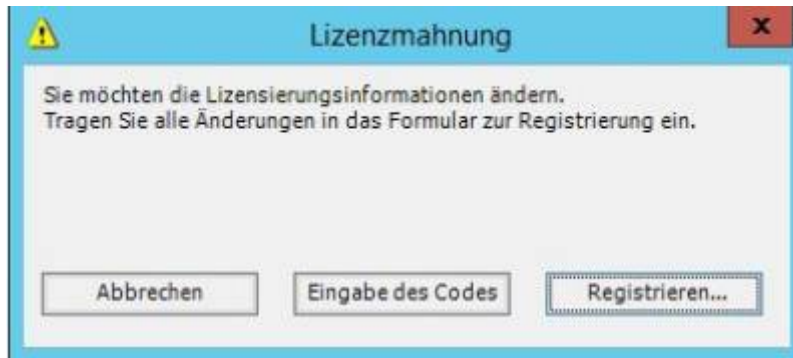 Lizenzmahnung
x
Sie möchten die Lizensierungsinformationen ändern.
Tragen Sie alle Änderungen in das Formular zur Registrierung ein.
Abbrechen Eingabe des Codes Registrieren...